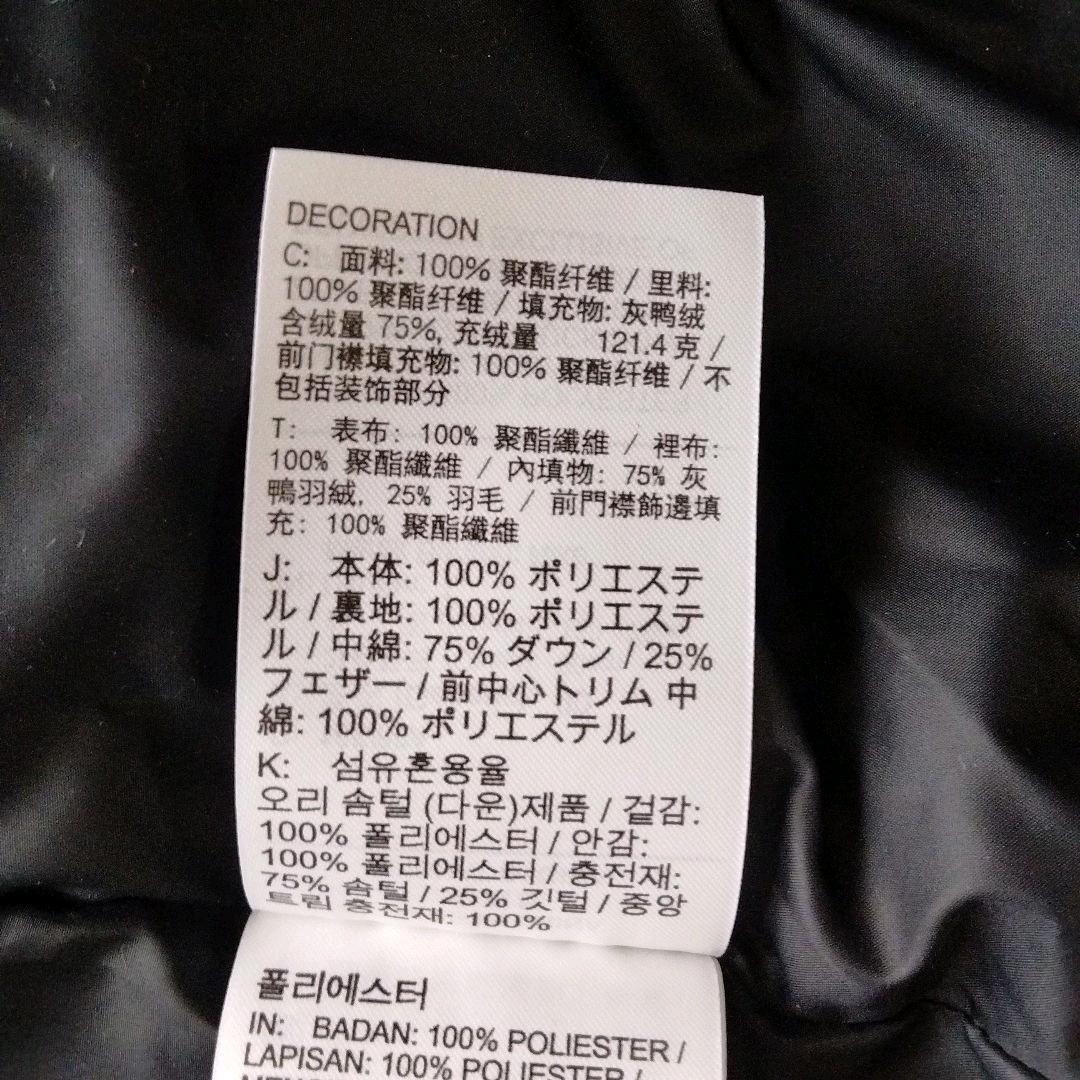 DECORATION
C: 面料: 100% 聚酯纤维 / 里料:
100% 聚酯纤维 / 填充物: 灰鸭绒
含绒量 75%, 充绒量 121.4 克 /
前门襟填充物: 100% 聚酯纤维 / 不
包括装饰部分
T: 表布: 100% 聚酯纖維 / 裡布:
100% 聚酯纖維 / 內填物: 75% 灰
鴨羽絨, 25% 羽毛 / 前門襟飾邊填
充: 100% 聚酯纖維
J: 本体: 100% ポリエステ
ル / 裏地: 100% ポリエステ
ル / 中綿: 75% ダウン / 25%
フェザー / 前中心トリム 中
綿: 100% ポリエステル
K: 섬유혼용율
오리 솜털 (다운)제품 / 겉감:
100% 폴리에스터 / 안감:
100% 폴리에스터 / 충전재:
75% 솜털 / 25% 깃털 / 중앙
트림 충전재: 100%
폴리에스터
IN: BADAN: 100% POLIESTER /
LAPISAN: 100% POLIESTER /